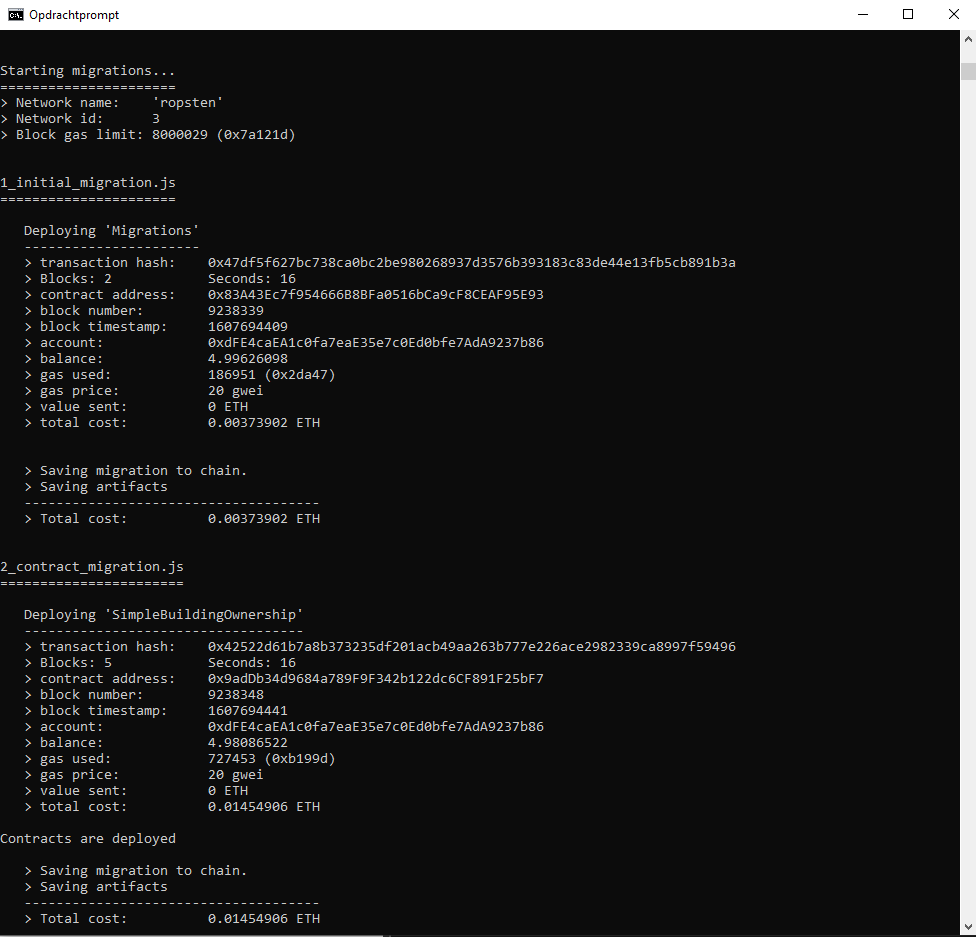 Opdrachtprompt
Starting migrations...
======================
> Network name:    'ropsten'
> Network id:      3
> Block gas limit: 8000029 (0x7a121d)
1_initial_migration.js
======================
Deploying 'Migrations'
----------------------
> transaction hash:    0x47df5f627bc738ca0bc2be980268937d3576b393183c83de44e13fb5cb891b3a
> Blocks: 2            Seconds: 16
> contract address:    0x83A43Ec7f954666B8BFa0516bCa9cF8CEAF95E93
> block number:        9238339
> block timestamp:     1607694409
> account:             0xdFE4caEA1c0fa7eaE35e7c0Ed0bfe7AdA9237b86
> balance:             4.99626098
> gas used:            186951 (0x2da47)
> gas price:           20 gwei
> value sent:          0 ETH
> total cost:          0.00373902 ETH
> Saving migration to chain.
> Saving artifacts
-------------------------------------
> Total cost:          0.00373902 ETH
2_contract_migration.js
=======================
Deploying 'SimpleBuildingOwnership'
-----------------------------------
> transaction hash:    0x42522d61b7a8b373235df201acb49aa263b777e226ace2982339ca8997f59496
> Blocks: 5            Seconds: 16
> contract address:    0x9adDb34d9684a789F9F342b122dc6CF891F25bF7
> block number:        9238348
> block timestamp:     1607694441
> account:             0xdFE4caEA1c0fa7eaE35e7c0Ed0bfe7AdA9237b86
> balance:             4.98086522
> gas used:            727453 (0xb199d)
> gas price:           20 gwei
> value sent:          0 ETH
> total cost:          0.01454906 ETH
Contracts are deployed
> Saving migration to chain.
> Saving artifacts
-------------------------------------
> Total cost:          0.01454906 ETH